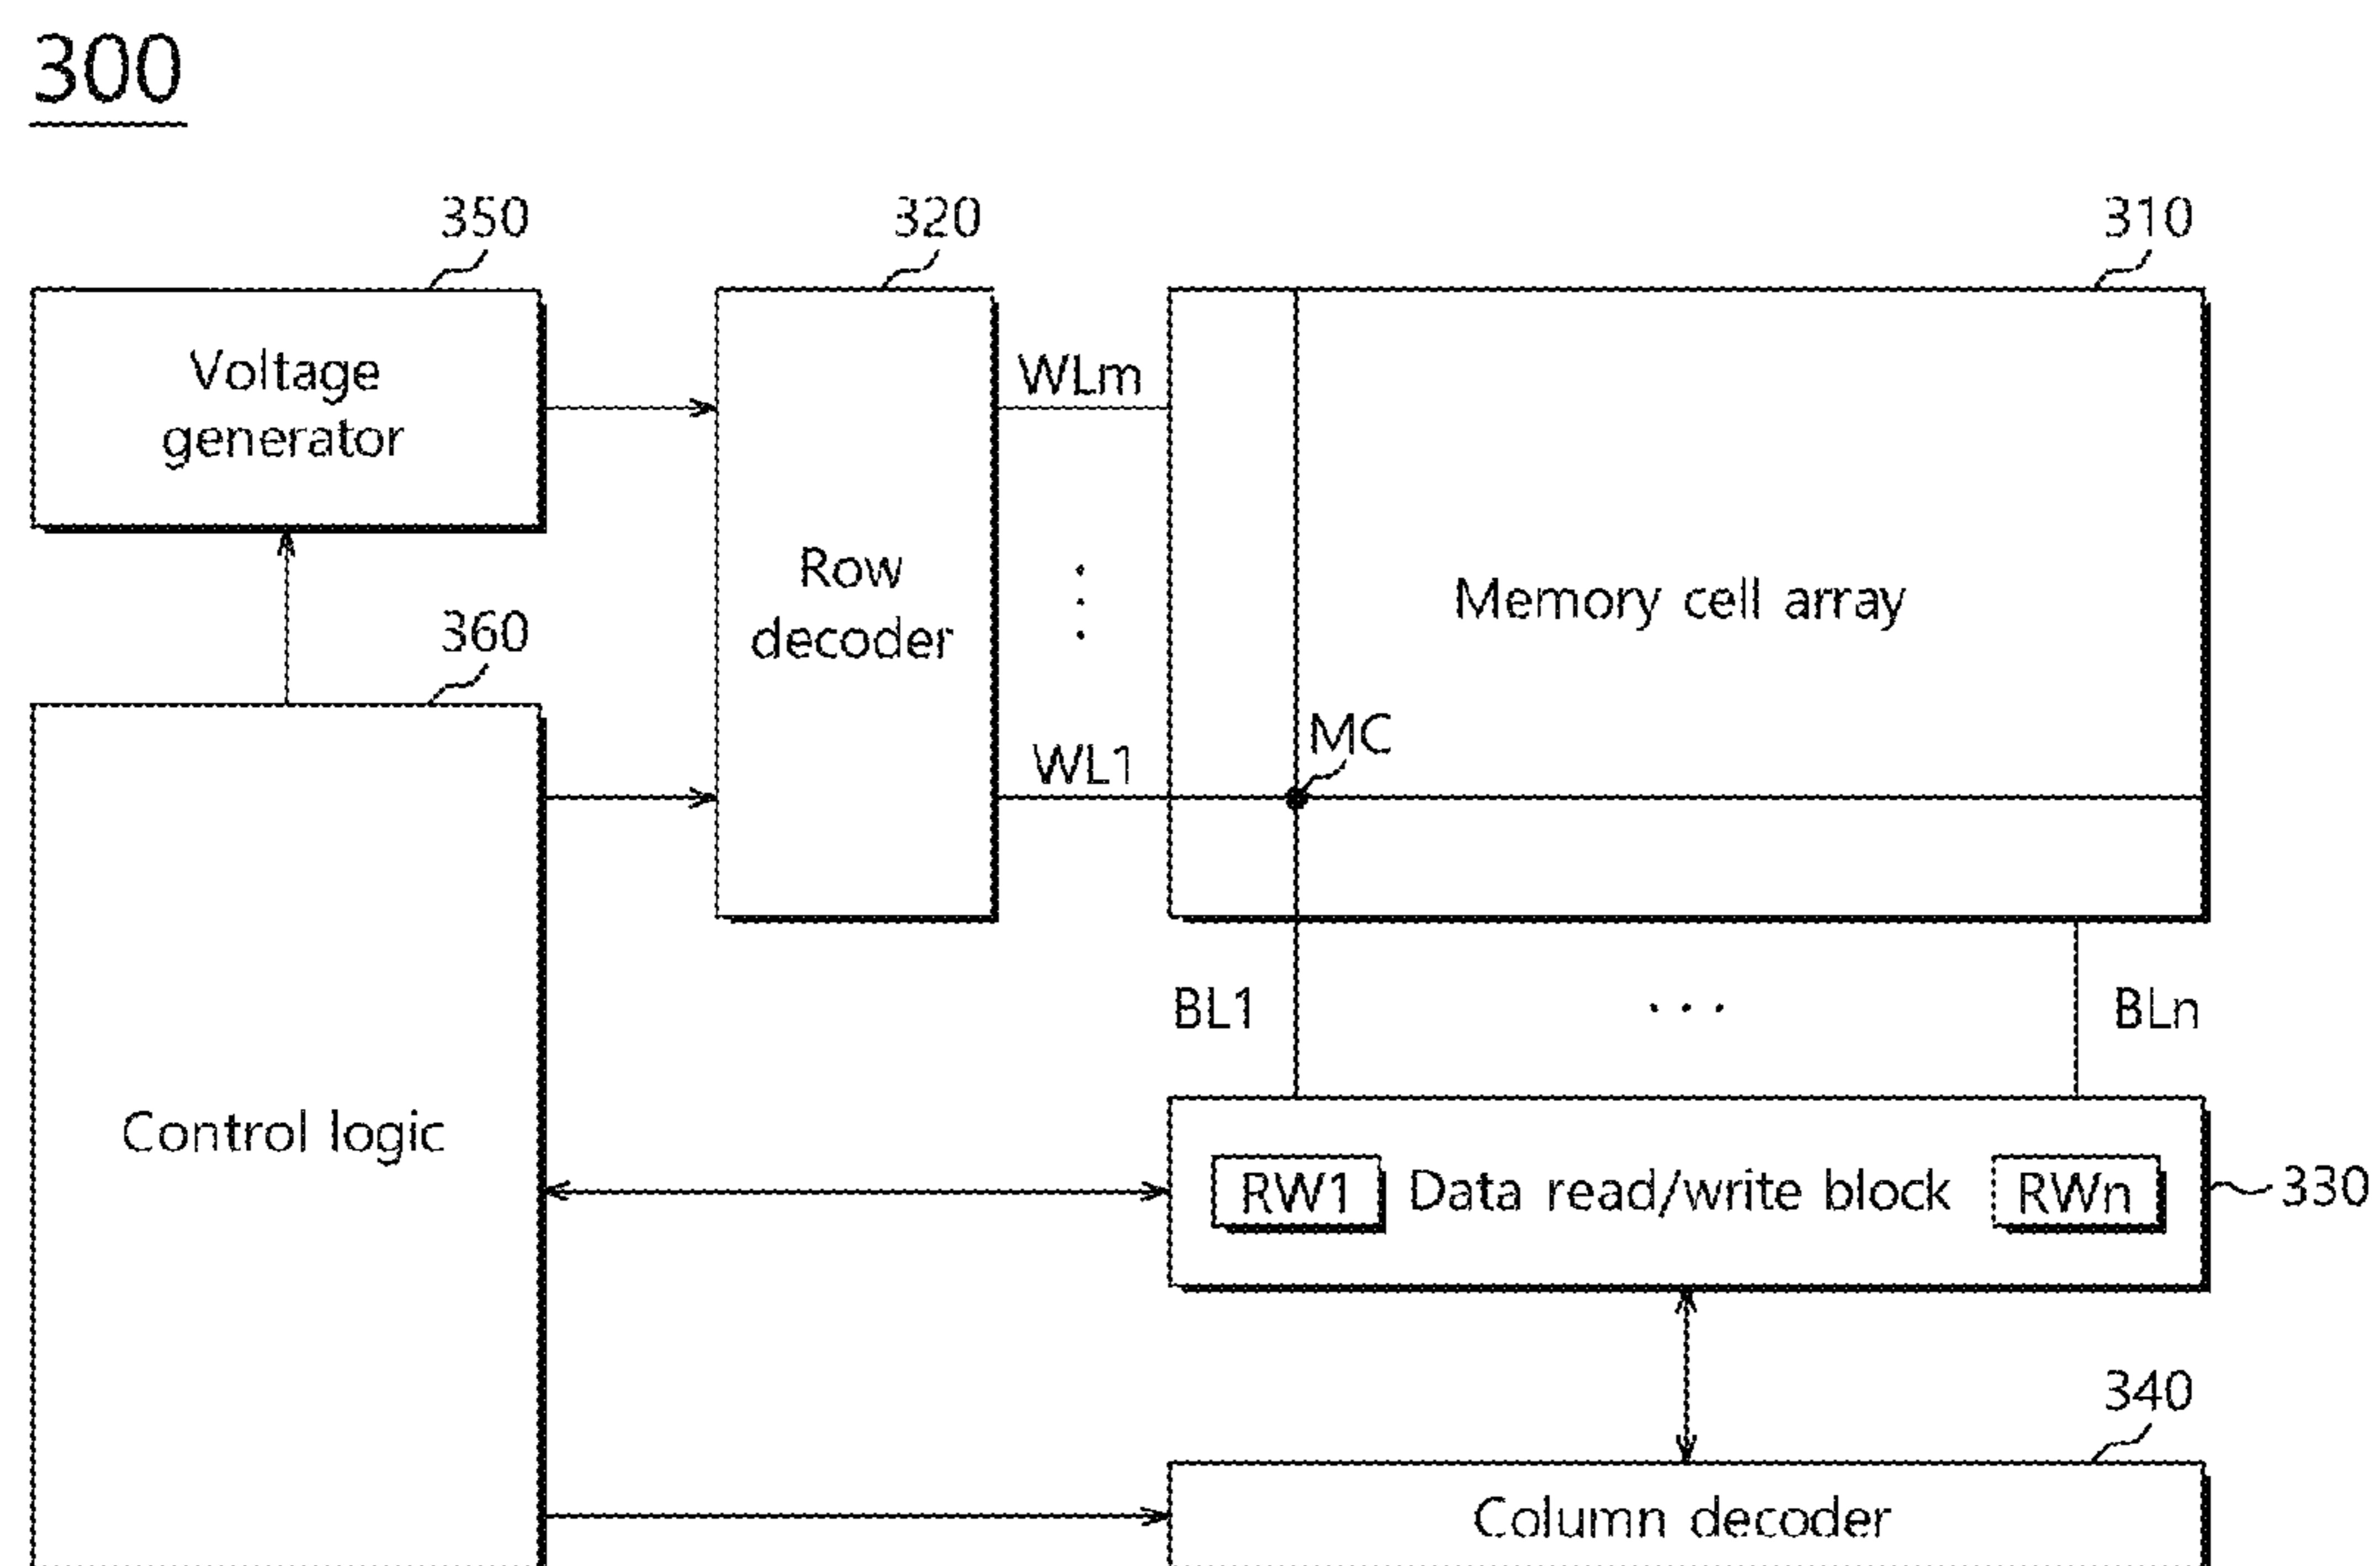 300
350
320
310
Voltage
generator
WLm
Row
decoder
Memory cell array
360
MC
WL1
BL1
BLn
Control logic
RW1
Data read/write block
RWn
330
340
Column decoder